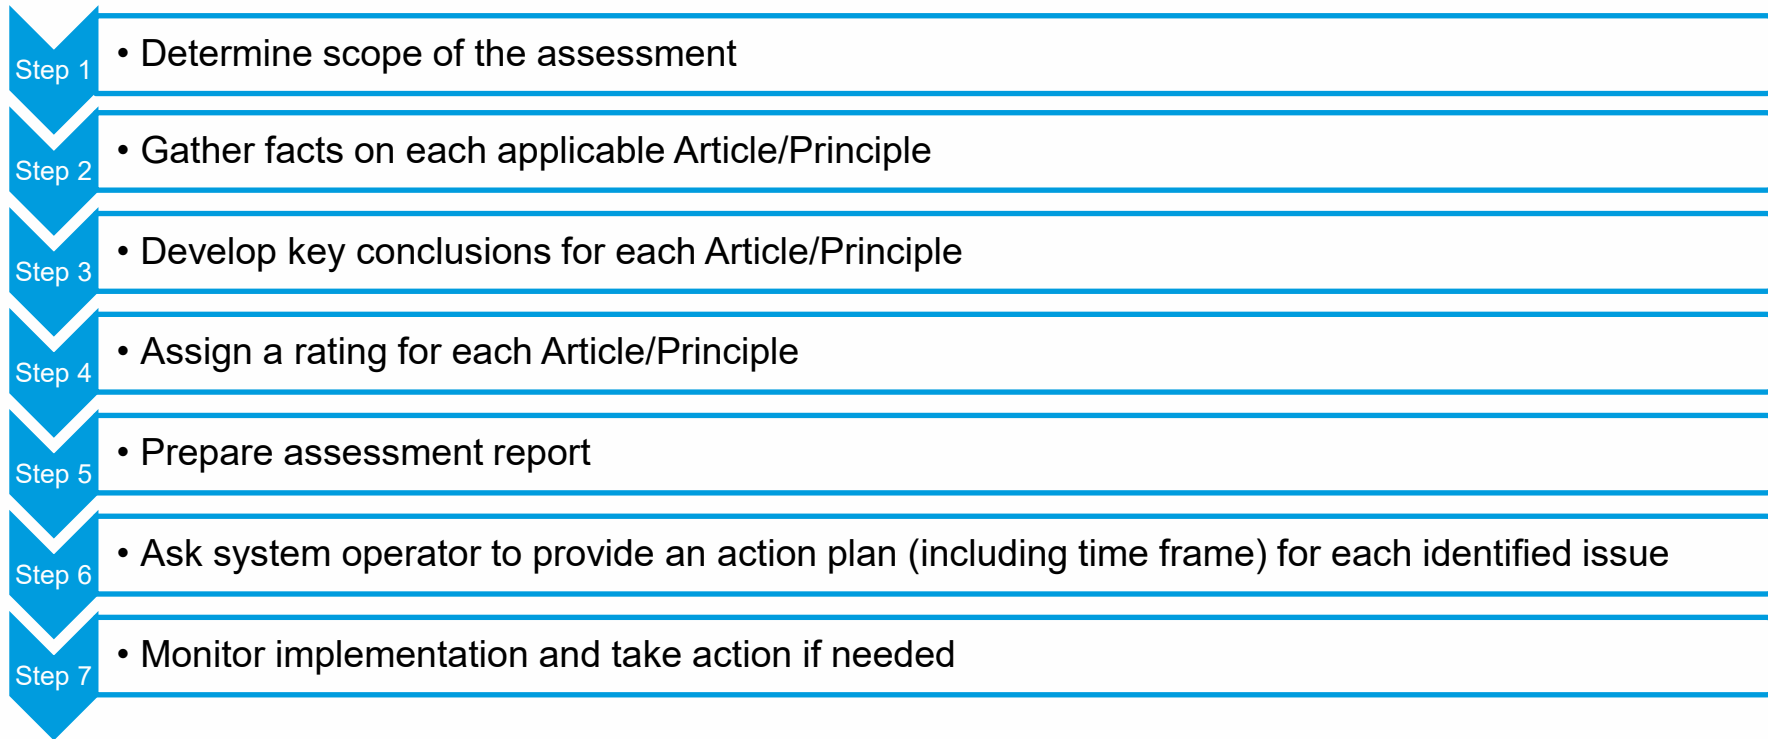 Step 1
• Determine scope of the assessment
Step 2
• Gather facts on each applicable Article/Principle
Step 3
• Develop key conclusions for each Article/Principle
Step 4
• Assign a rating for each Article/Principle
Step 5
• Prepare assessment report
Step 6
• Ask system operator to provide an action plan (including time frame) for each identified issue
Step 7
• Monitor implementation and take action if needed